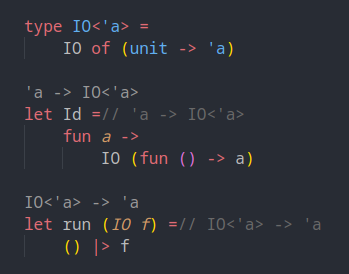 type IO<'a> =
    IO of (unit -> 'a)
'a -> IO<'a>
let Id =// 'a -> IO<'a>
    fun a ->
        IO (fun () -> a)
IO<'a> -> 'a
let run (IO f) =// IO<'a> -> 'a
    () |> f